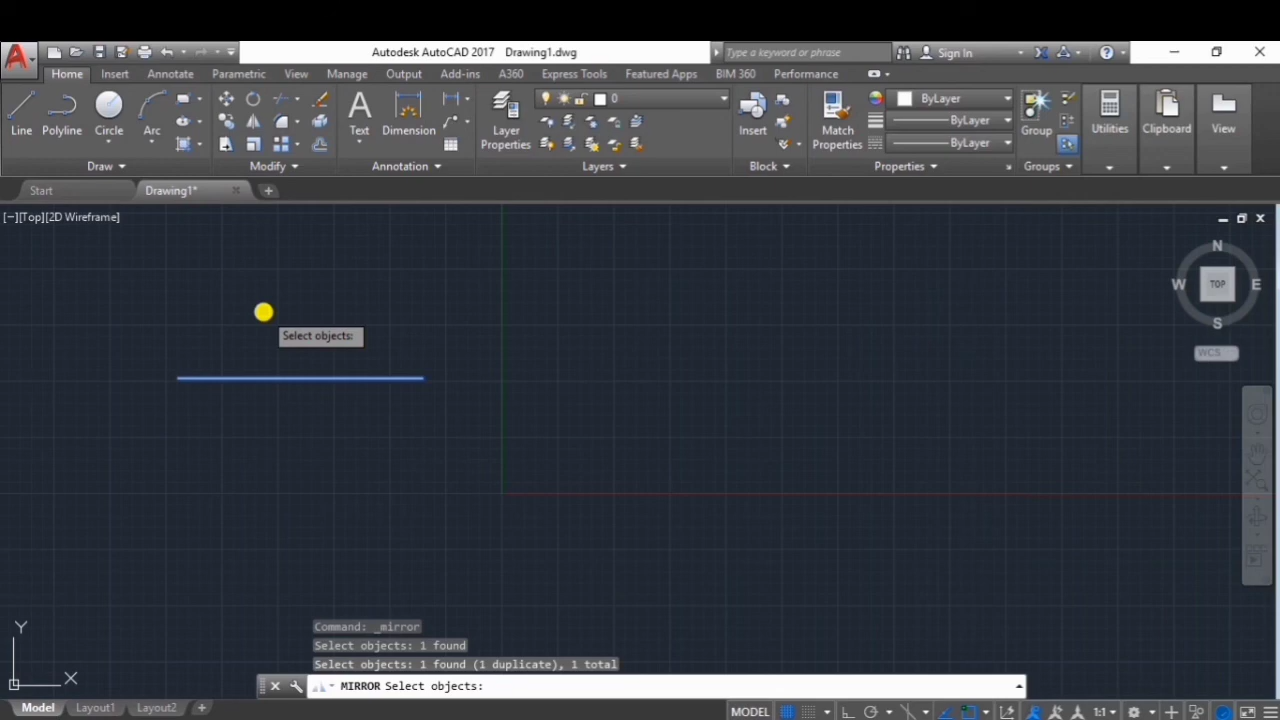 Autodesk AutoCAD 2017 Drawing1.dwg Type a keyword or phrase Sign In
Home Insert Annotate Parametric View Manage Output Add-ins A360 Express Tools Featured Apps BIM 360 Performance
0 ByLayer
ByLayer
ByLayer
Line Polyline Circle Arc Text Dimension Layer Properties Insert Match Properties Group Utilities Clipboard View
Draw Modify Annotation Layers Block Properties Groups
Start Drawing1*
[−][Top][2D Wireframe]
N
W TOP E
S
WCS
Select objects:
Y
X
Command: _mirror
Select objects: 1 found
Select objects: 1 found (1 duplicate), 1 total
MIRROR Select objects:
Model Layout1 Layout2 MODEL 1:1